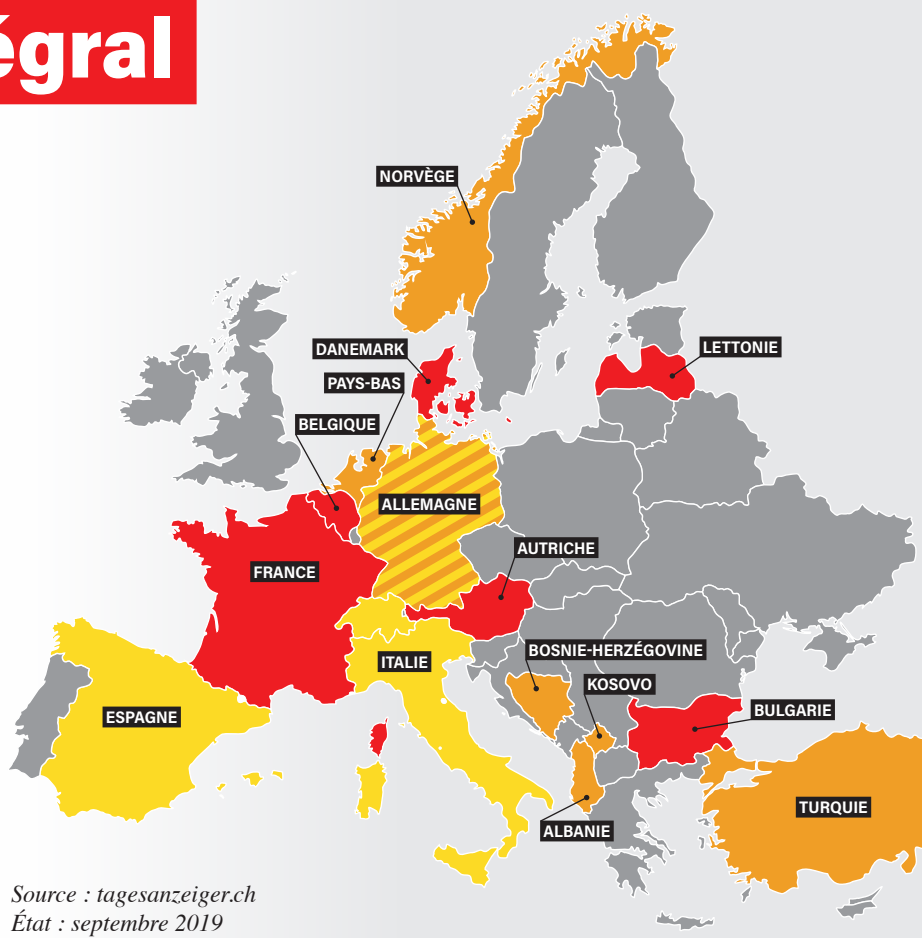 égral
NORVÈGE
DANEMARK
LETTONIE
PAYS-BAS
BELGIQUE
ALLEMAGNE
AUTRICHE
FRANCE
BOSNIE-HERZÉGOVINE
ITALIE
KOSOVO
ESPAGNE
BULGARIE
TURQUIE
ALBANIE
Source : tagesanzeiger.ch
État : septembre 2019